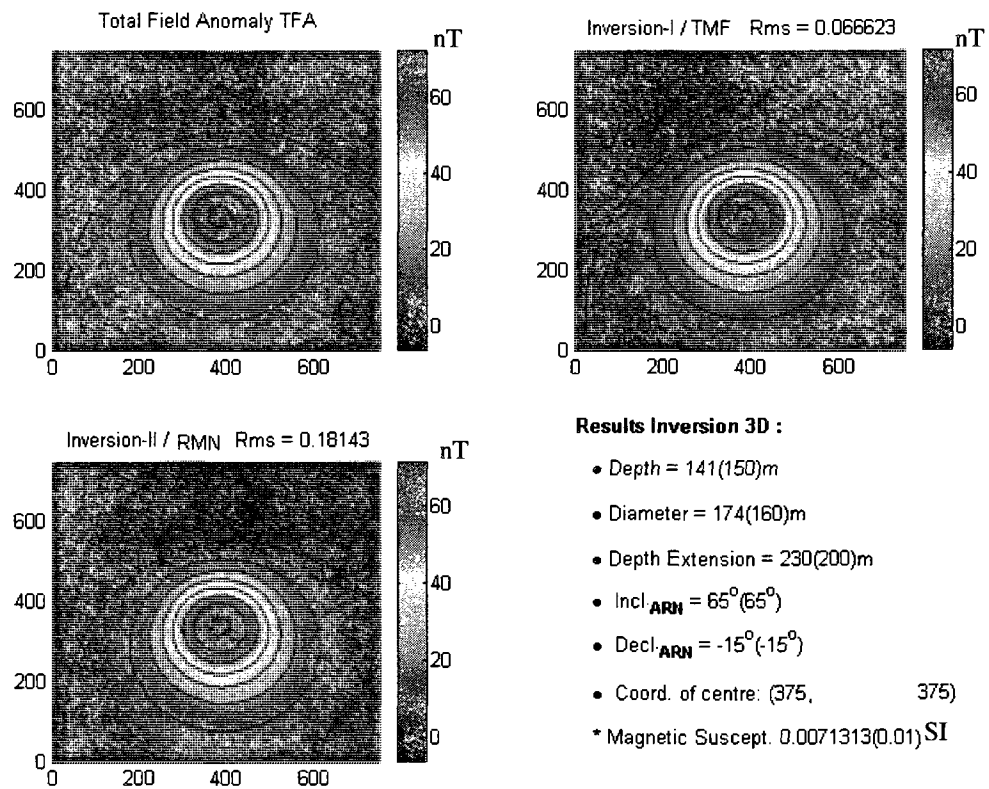 Total Field Anomaly TFA
nT
600
400
200
0
0 200 400 600
60
40
20
0
Inversion-I / TMF Rms = 0.066623
nT
600
400
200
0
0 200 400 600
60
40
20
0
Inversion-II / RMN Rms = 0.18143
nT
600
400
200
0
0 200 400 600
60
40
20
0
Results Inversion 3D :
• Depth = 141(150)m
• Diameter = 174(160)m
• Depth Extension = 230(200)m
• Incl.ARN = 65°(65°)
• Decl.ARN = -15°(-15°)
• Coord. of centre: (375, 375)
* Magnetic Suscept. 0.0071313(0.01) SI